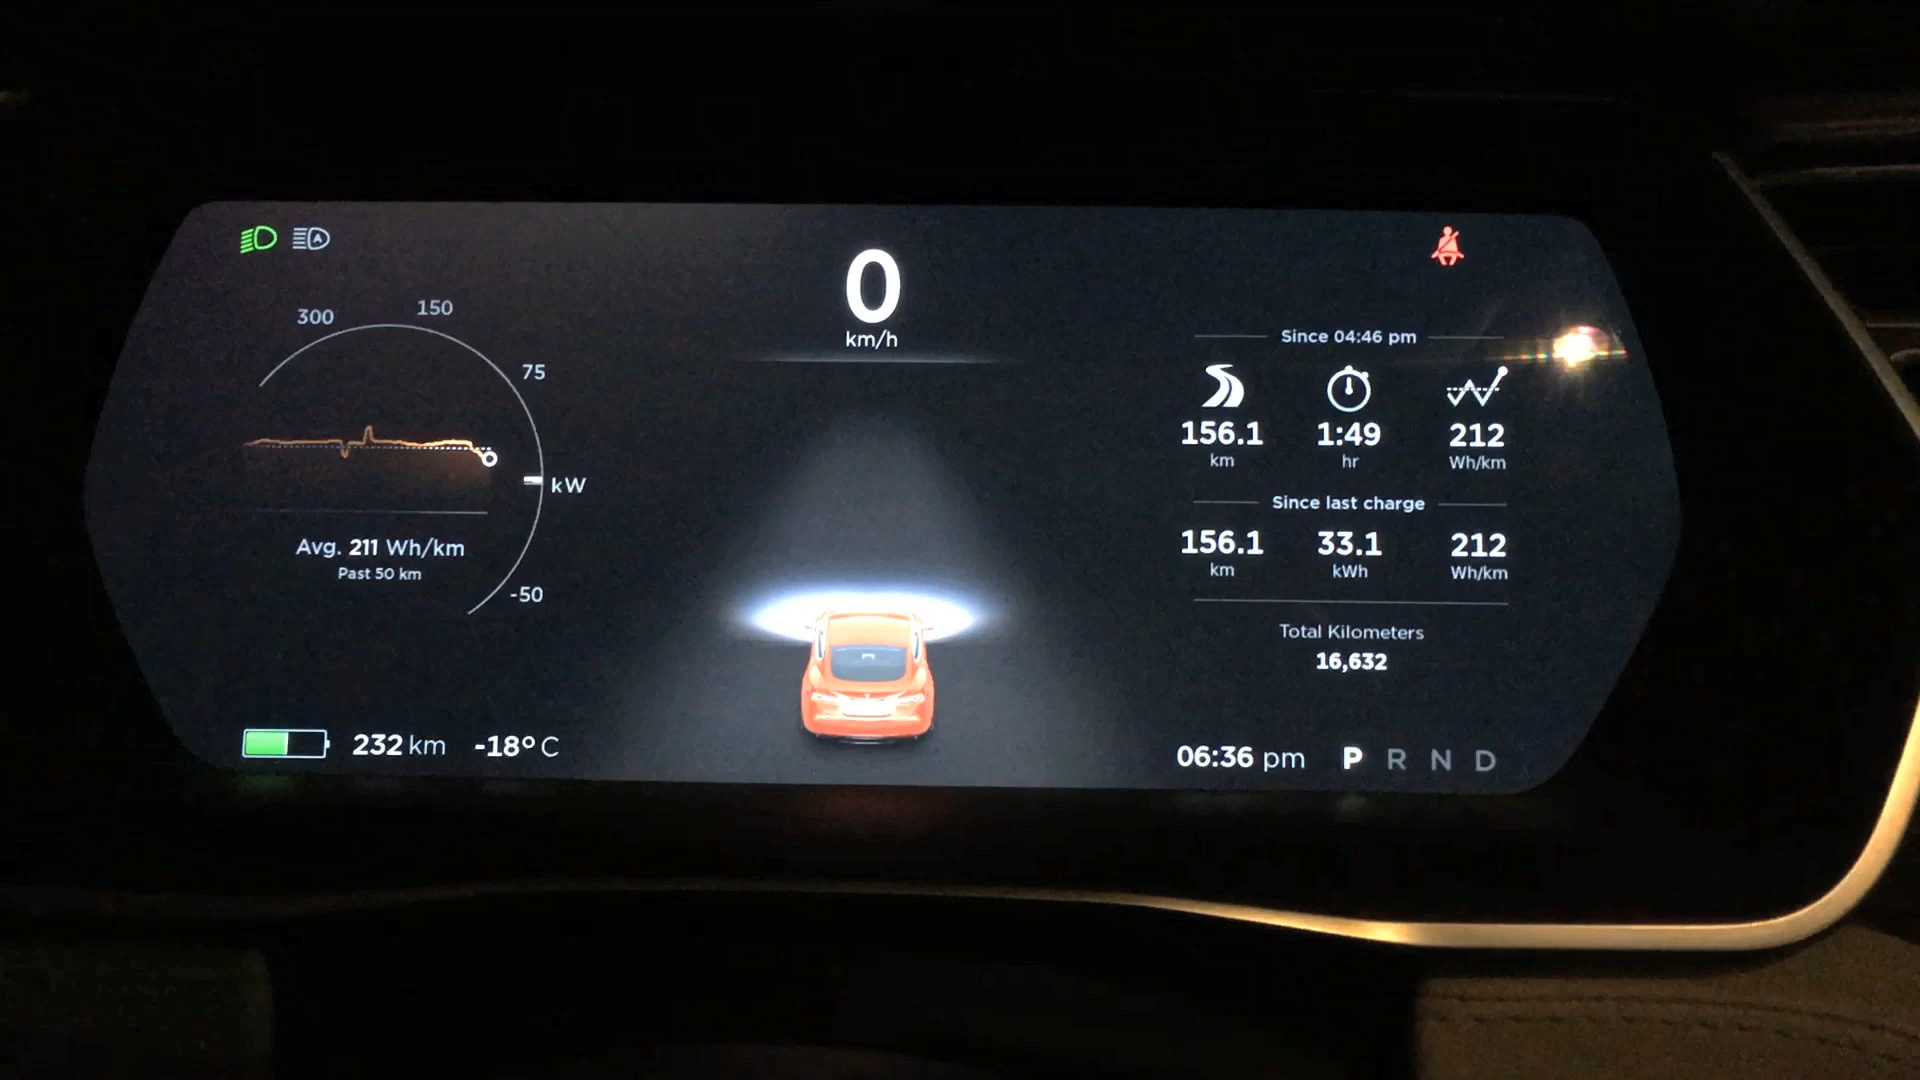 0
km/h
300
150
75
kW
-50
Avg. 211 Wh/km
Past 50 km
232 km -18° C
Since 04:46 pm
156.1 1:49 212
km hr Wh/km
Since last charge
156.1 33.1 212
km kWh Wh/km
Total Kilometers
16,632
06:36 pm P R N D